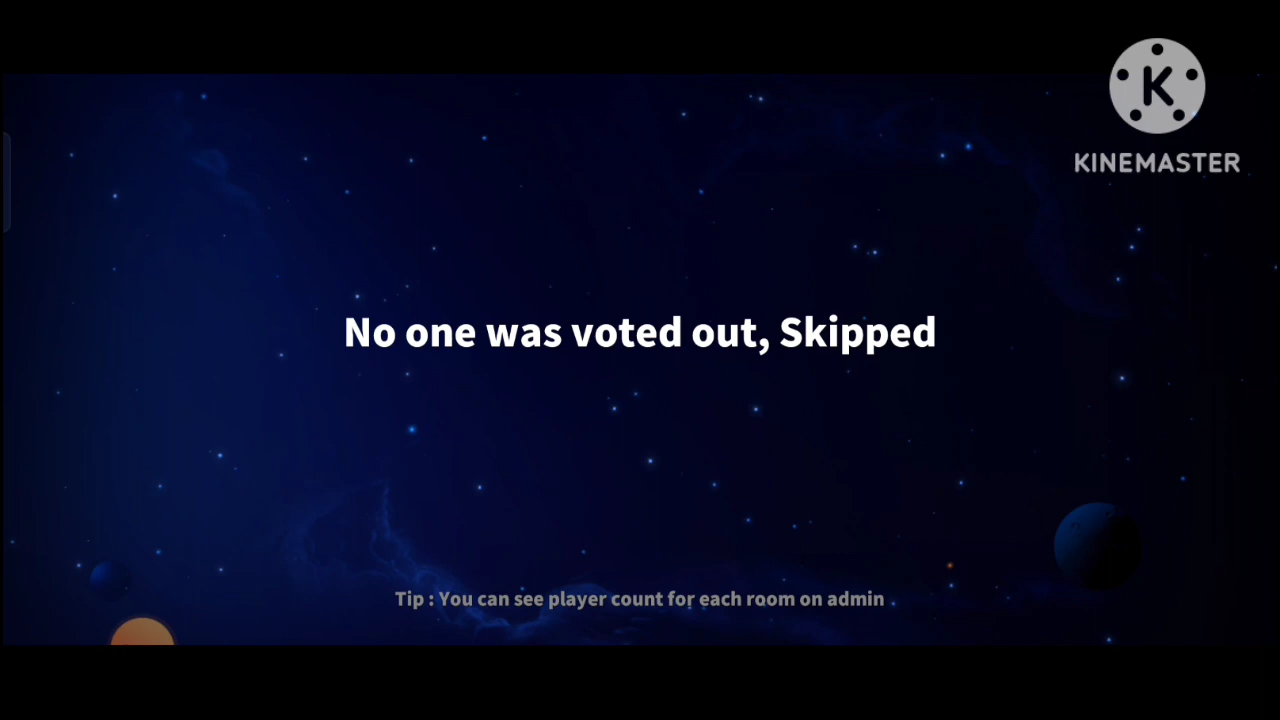 K
KINEMASTER
No one was voted out, Skipped
Tip : You can see player count for each room on admin